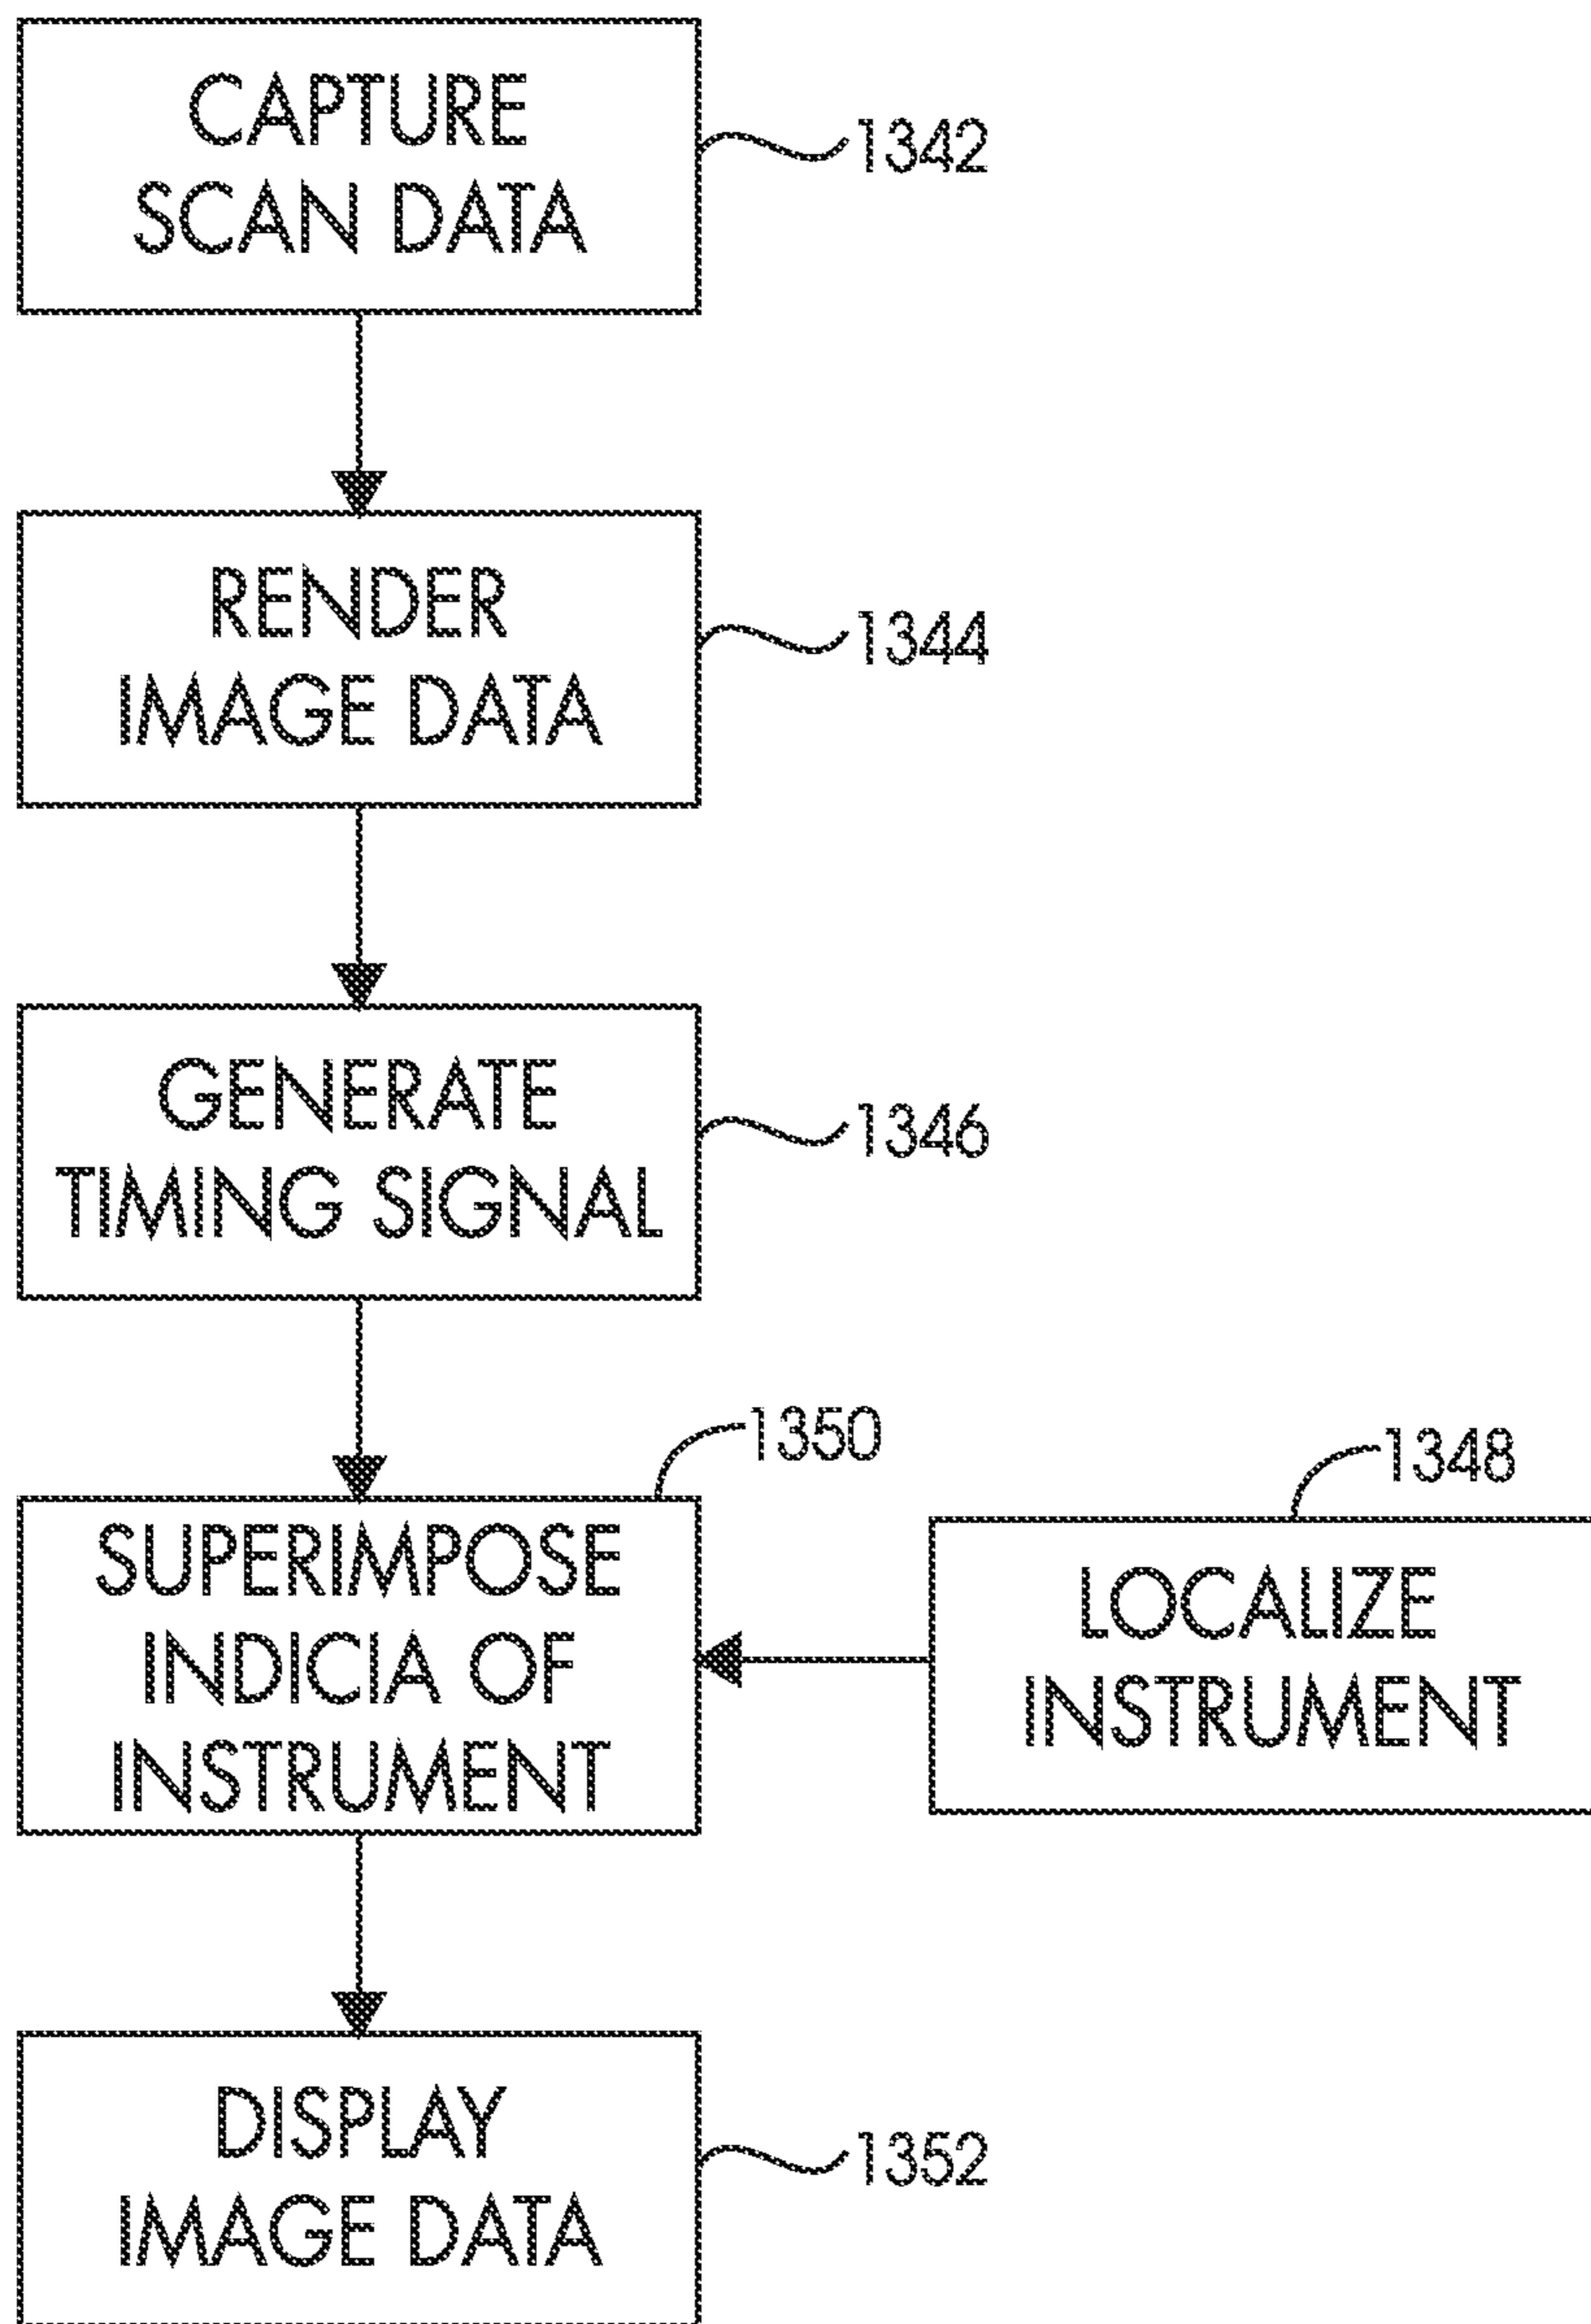 CAPTURE
SCAN DATA
1342
RENDER
IMAGE DATA
1344
GENERATE
TIMING SIGNAL
1346
1350
SUPERIMPOSE
INDICIA OF
INSTRUMENT
1348
LOCALIZE
INSTRUMENT
DISPLAY
IMAGE DATA
1352